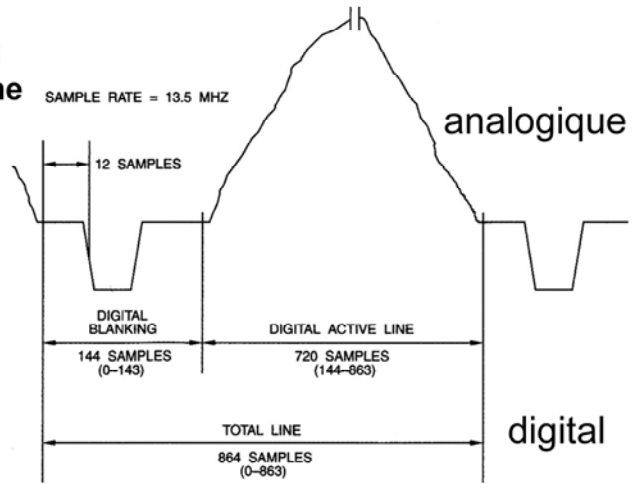 SAMPLE RATE = 13.5 MHZ
analogique
12 SAMPLES
DIGITAL
BLANKING
144 SAMPLES
(0–143)
DIGITAL ACTIVE LINE
720 SAMPLES
(144–863)
TOTAL LINE
864 SAMPLES
(0–863)
digital